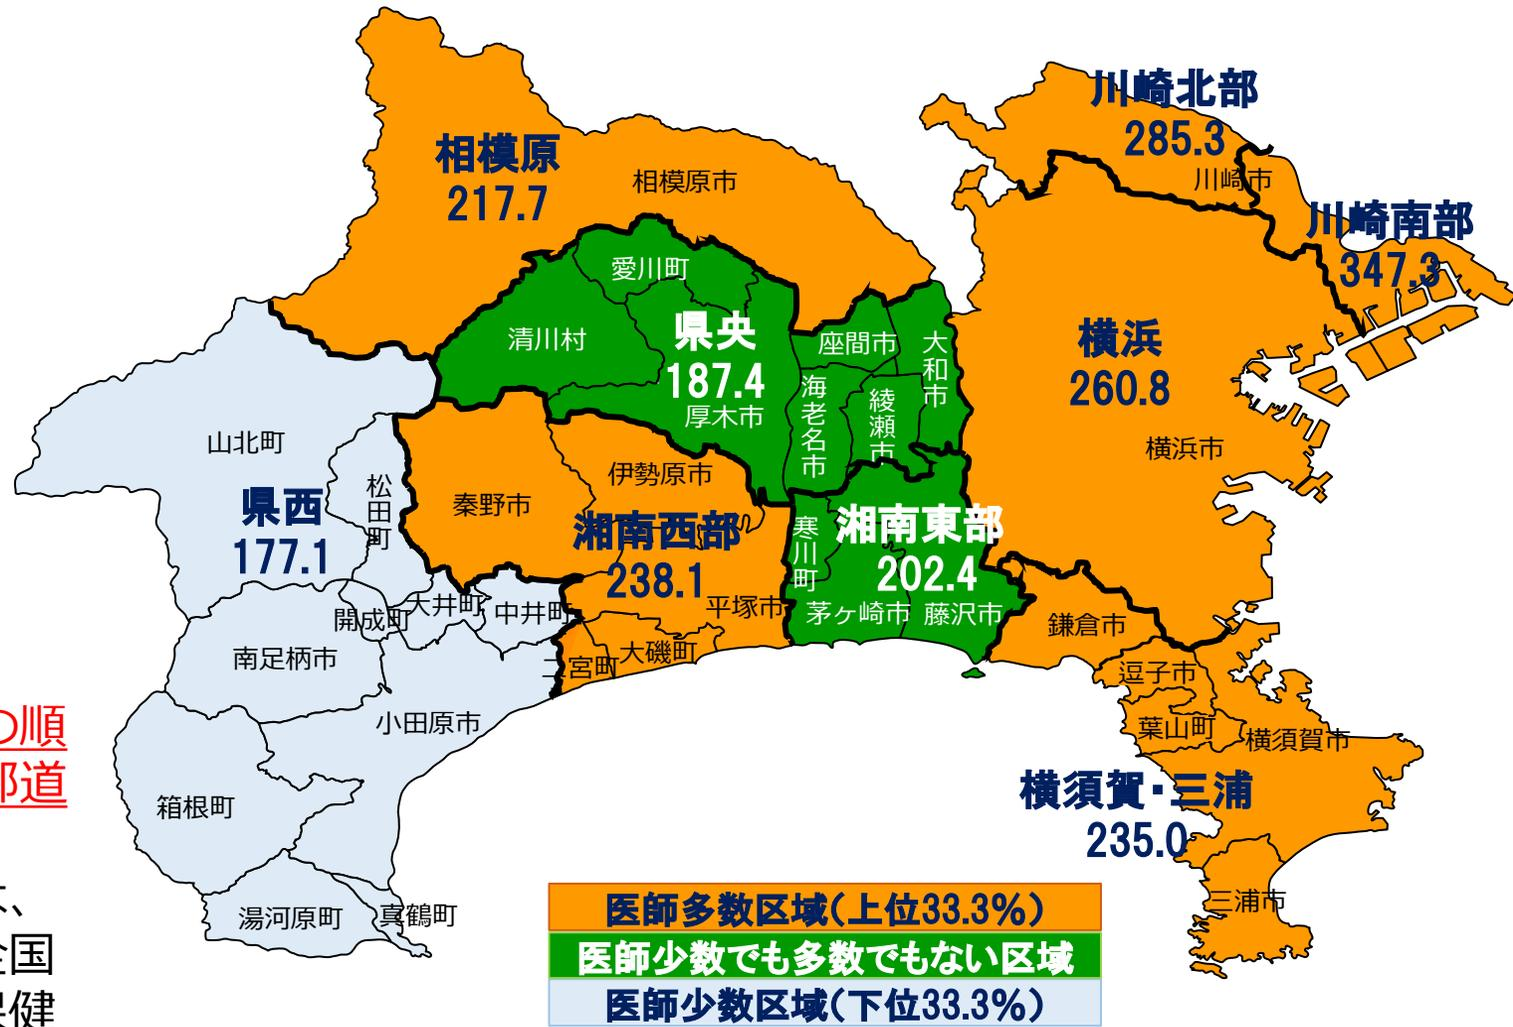 川崎北部
285.3
川崎市
相模原
217.7
相模原市
川崎南部
347.3
愛川町
清川村
県央
187.4
厚木市
座間市
大和市
海老名市
綾瀬市
横浜
260.8
横浜市
山北町
松田町
県西
177.1
秦野市
伊勢原市
湘南西部
238.1
平塚市
寒川町
湘南東部
202.4
茅ヶ崎市
藤沢市
開成町
大井町
中井町
南足柄市
二宮町
大磯町
鎌倉市
逗子市
葉山町
横須賀市
小田原市
の順
都道
箱根町
横須賀・三浦
235.0
三浦市
湯河原町
真鶴町
は、
全国
保健
医師多数区域(上位33.3%)
医師少数でも多数でもない区域
医師少数区域(下位33.3%)